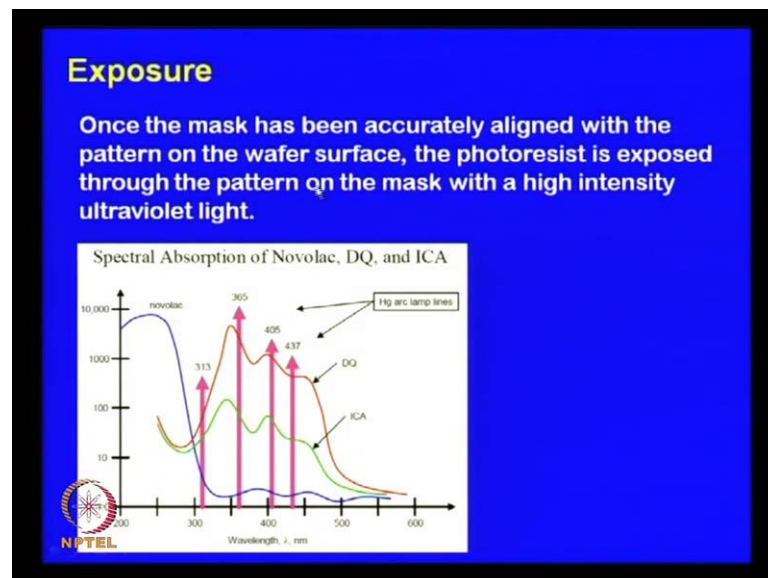 Exposure
Once the mask has been accurately aligned with the
pattern on the wafer surface, the photoresist is exposed
through the pattern on the mask with a high intensity
ultraviolet light.
Spectral Absorption of Novolac, DQ, and ICA
365
Hg arc lamp lines
10,000
novolac
405
437
1000
313
DQ
100
ICA
10
200
300
400
500
600
Wavelength, λ, nm
NPTEL